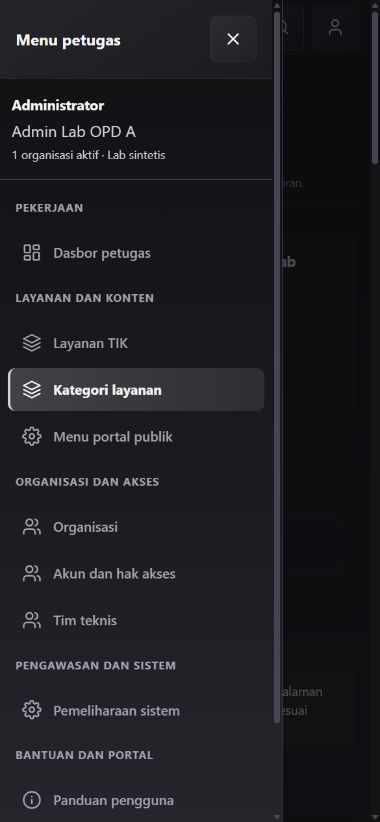 Menu petugas
Administrator
Admin Lab OPD A
1 organisasi aktif · Lab sintetis
PEKERJAAN
Dasbor petugas
LAYANAN DAN KONTEN
Layanan TIK
Kategori layanan
Menu portal publik
ORGANISASI DAN AKSES
Organisasi
Akun dan hak akses
Tim teknis
PENGAWASAN DAN SISTEM
Pemeliharaan sistem
BANTUAN DAN PORTAL
Panduan pengguna